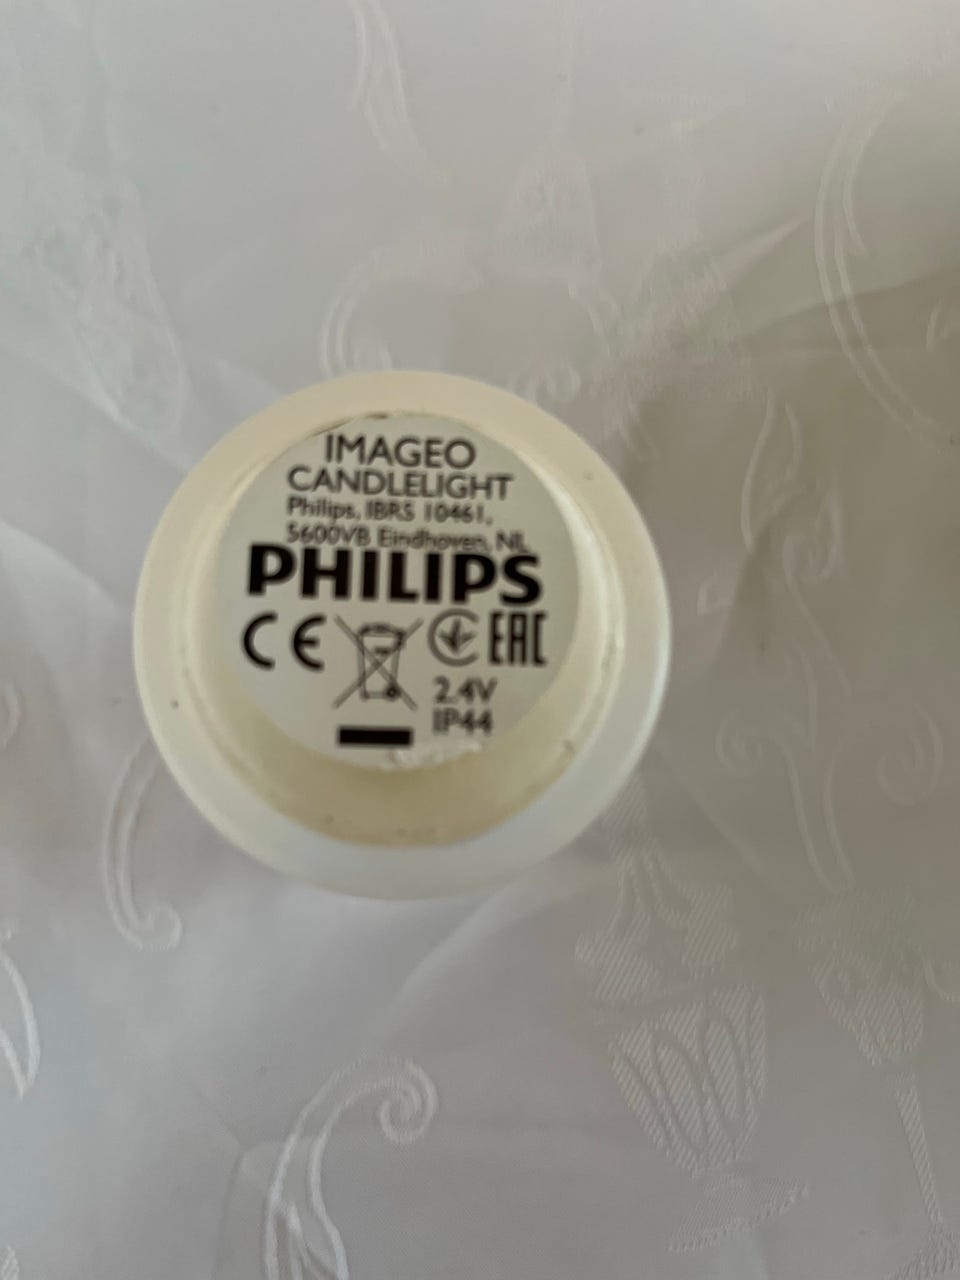 IMAGEO
CANDLELIGHT
Philips, IBRS 10461,
5600VB Eindhoven, NL
PHILIPS
CE EAC
2.4V
IP44